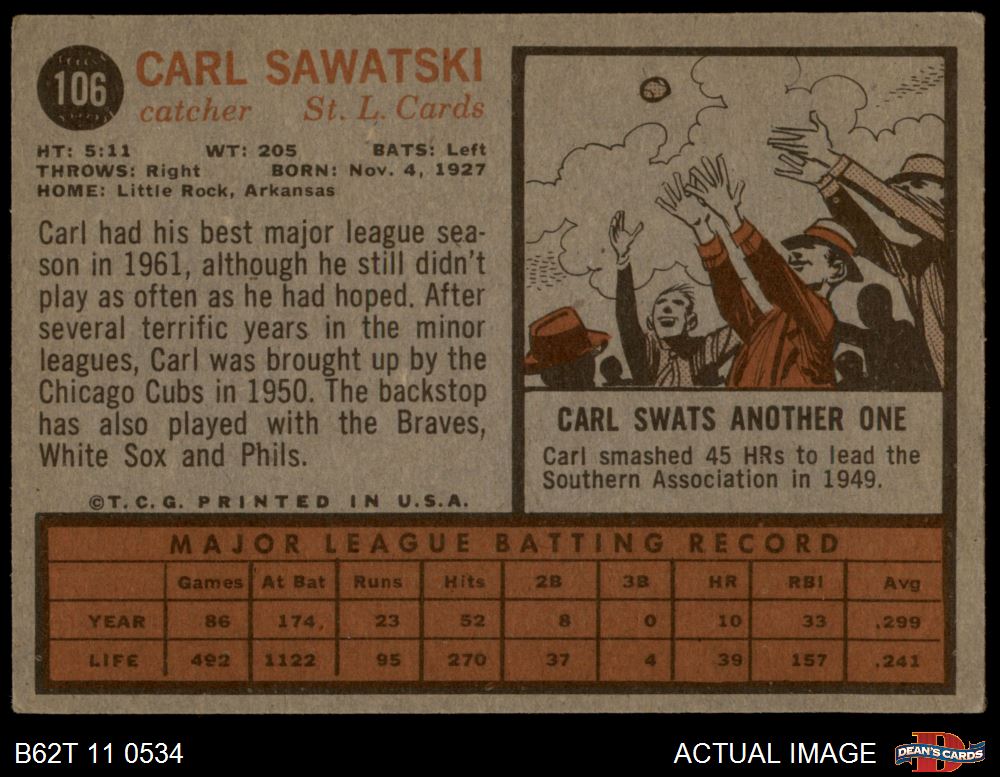 106
CARL SAWATSKI
catcher St. L. Cards
HT: 5:11 WT: 205 BATS: Left
THROWS: Right BORN: Nov. 4, 1927
HOME: Little Rock, Arkansas
Carl had his best major league sea-
son in 1961, although he still didn't
play as often as he had hoped. After
several terrific years in the minor
leagues, Carl was brought up by the
Chicago Cubs in 1950. The backstop
has also played with the Braves,
White Sox and Phils.
©T.C.G. PRINTED IN U.S.A.
CARL SWATS ANOTHER ONE
Carl smashed 45 HRs to lead the
Southern Association in 1949.
MAJOR LEAGUE BATTING RECORD
Games At Bat Runs Hits 2B 3B HR RBI Avg
YEAR 86 174 23 52 8 0 10 33 .299
LIFE 492 1122 95 270 37 4 39 157 .241
B62T 11 0534
ACTUAL IMAGE
D
DEAN'S CARDS